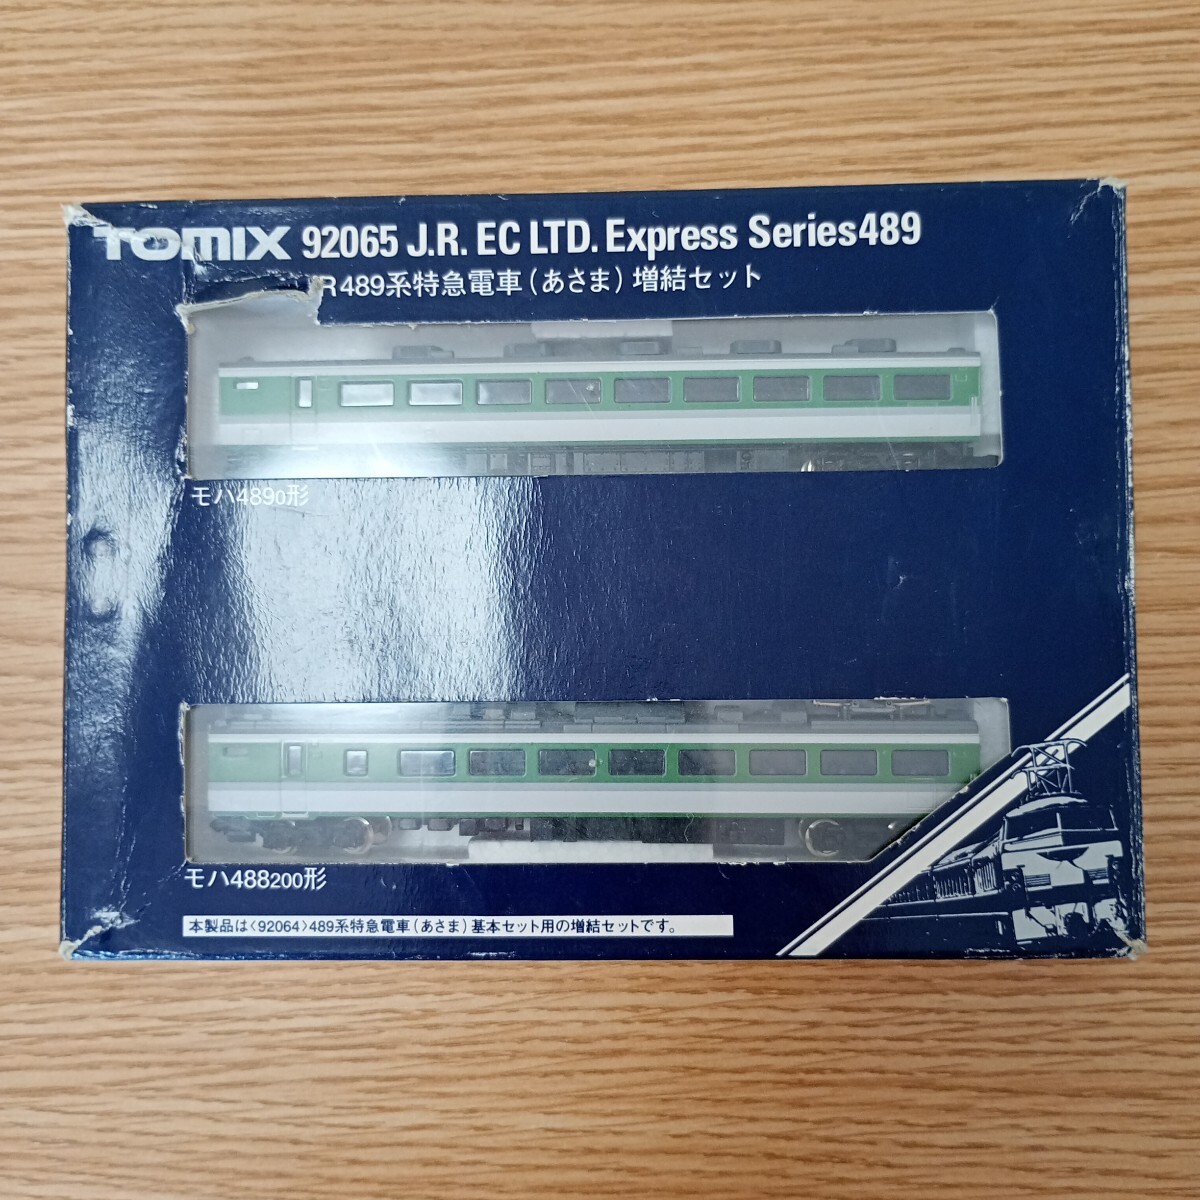 TOMIX 92065 J.R. EC LTD. Express Series489
R489系特急電車(あさま)増結セット
モハ4890形
モハ488200形
本製品は〈92064〉489系特急電車(あさま)基本セット用の増結セットです。